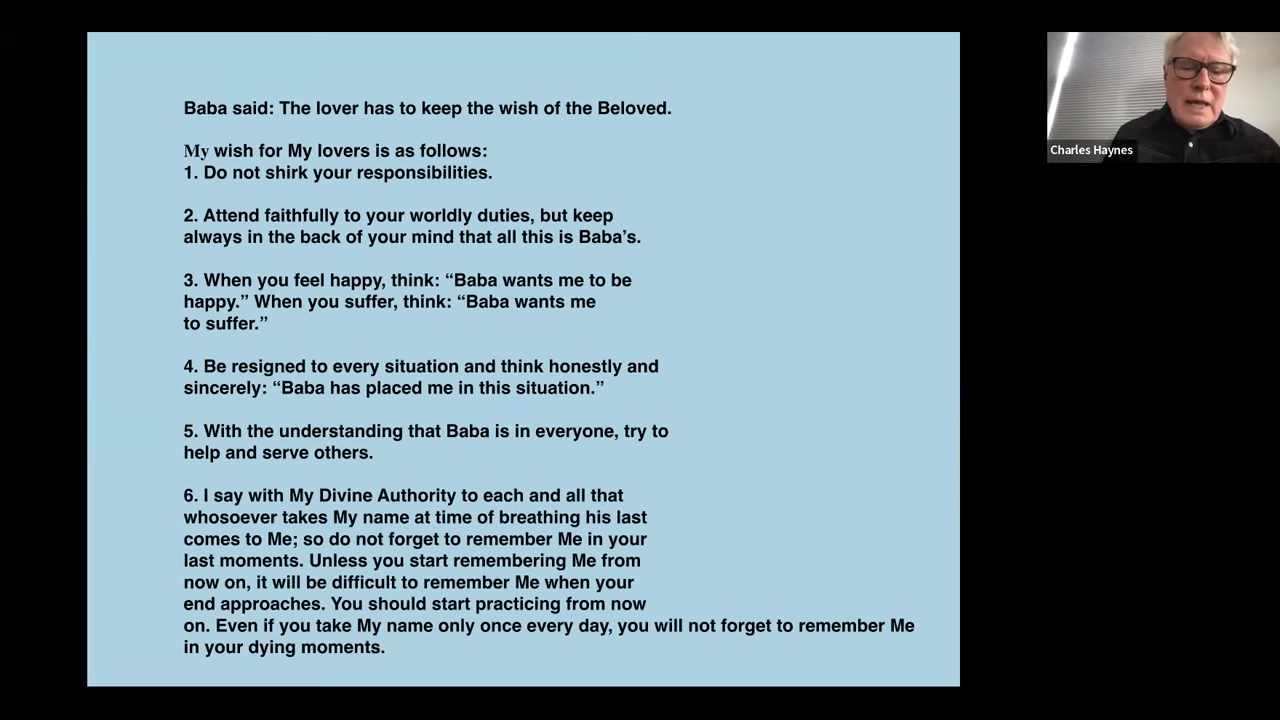 Baba said: The lover has to keep the wish of the Beloved.
My wish for My lovers is as follows:
1. Do not shirk your responsibilities.
2. Attend faithfully to your worldly duties, but keep
always in the back of your mind that all this is Baba’s.
3. When you feel happy, think: “Baba wants me to be
happy.” When you suffer, think: “Baba wants me
to suffer.”
4. Be resigned to every situation and think honestly and
sincerely: “Baba has placed me in this situation.”
5. With the understanding that Baba is in everyone, try to
help and serve others.
6. I say with My Divine Authority to each and all that
whosoever takes My name at time of breathing his last
comes to Me; so do not forget to remember Me in your
last moments. Unless you start remembering Me from
now on, it will be difficult to remember Me when your
end approaches. You should start practicing from now
on. Even if you take My name only once every day, you will not forget to remember Me
in your dying moments.
Charles Haynes